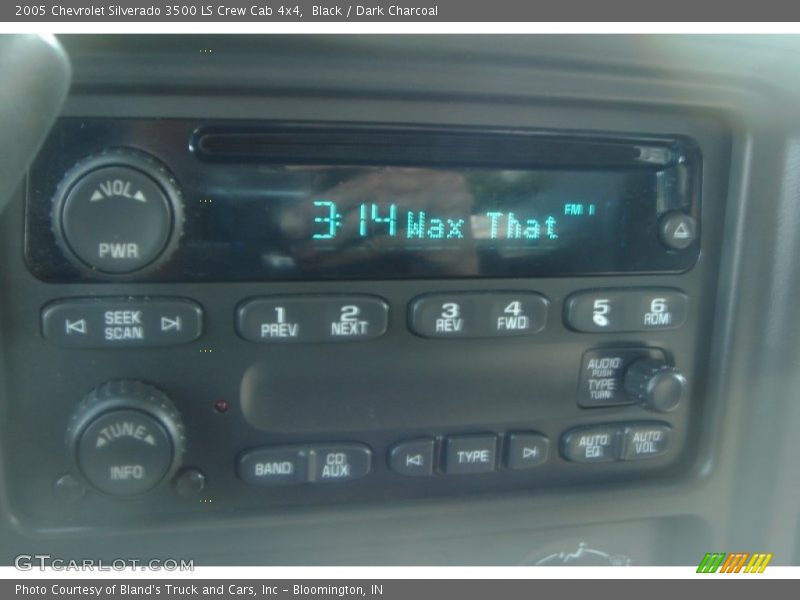 2005 Chevrolet Silverado 3500 LS Crew Cab 4x4, Black / Dark Charcoal
VOL
PWR
3:14 Wax That FM1
SEEK
SCAN
1
PREV
2
NEXT
3
REV
4
FWD
5
6
RDM
AUDIO
PUSH
TYPE
TURN
TUNE
INFO
BAND
CD
AUX
TYPE
AUTO
EQ
AUTO
VOL
GTCARLOT.COM
Photo Courtesy of Bland's Truck and Cars, Inc - Bloomington, IN